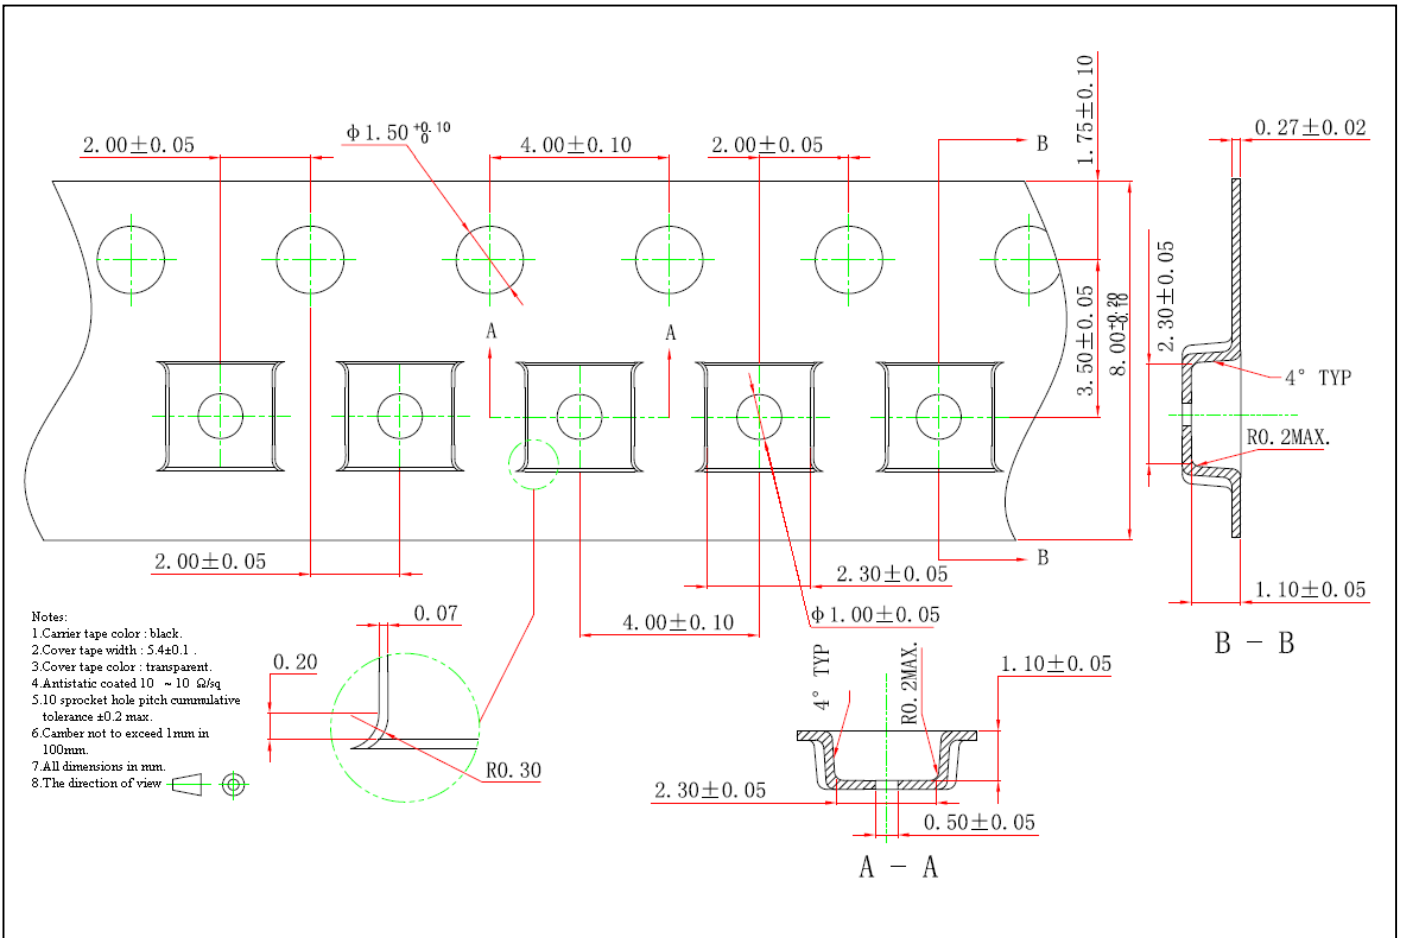 2.00±0.05
φ1.50 +0.10 0
4.00±0.10
2.00±0.05
B
1.75±0.10
0.27±0.02
A
A
3.50±0.05
8.00 +0.20 -0.10
2.30±0.05
4° TYP
R0.2MAX.
2.00±0.05
B
2.30±0.05
1.10±0.05
φ1.00±0.05
4.00±0.10
B - B
Notes:
1.Carrier tape color : black.
2.Cover tape width : 5.4±0.1 .
3.Cover tape color : transparent.
4.Antistatic coated 10 ~ 10 Ω/sq
5.10 sprocket hole pitch cummulative
tolerance ±0.2 max.
6.Camber not to exceed 1mm in
100mm.
7.All dimensions in mm.
8.The direction of view
0.07
0.20
R0.30
4° TYP
R0.2MAX.
1.10±0.05
2.30±0.05
0.50±0.05
A - A